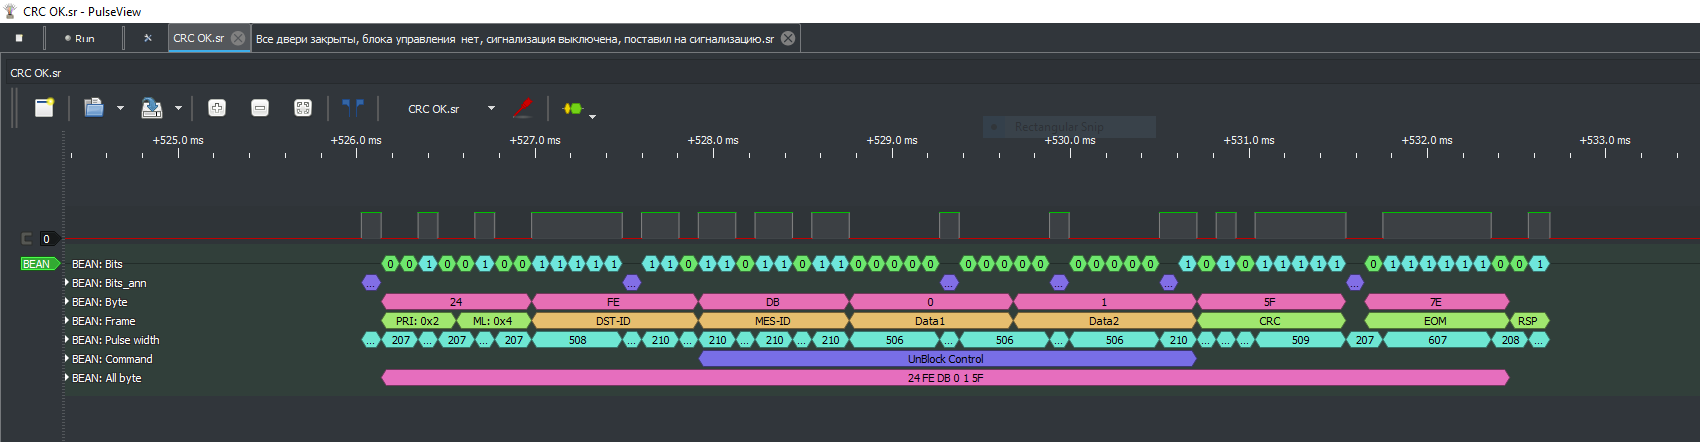 CRC OK.sr - PulseView
Run CRC OK.sr Все двери закрыты, блока управления нет, сигнализация выключена, поставил на сигнализацию.sr
CRC OK.sr
CRC OK.sr
Rectangular Snip
+525.0 ms +526.0 ms +527.0 ms +528.0 ms +529.0 ms +530.0 ms +531.0 ms +532.0 ms +533.0 ms
0
BEAN BEAN: Bits 0 0 1 0 0 1 0 0 1 1 1 1 1 1 1 0 1 1 0 1 1 0 1 1 0 0 0 0 0 0 0 0 0 0 0 0 0 0 0 1 0 1 0 1 1 1 1 1 0 1 1 1 1 1 1 0 0 1
BEAN: Bits_ann ... ... ... ... ... ...
BEAN: Byte 24 FE DB 0 1 5F 7E
BEAN: Frame PRI: 0x2 ML: 0x4 DST-ID MES-ID Data1 Data2 CRC EOM RSP
BEAN: Pulse width ... 207 ... 207 ... 207 508 ... 210 210 ... 210 ... 210 506 ... 506 ... 506 210 ... ... ... 509 207 607 208 ...
BEAN: Command UnBlock Control
BEAN: All byte 24 FE DB 0 1 5F